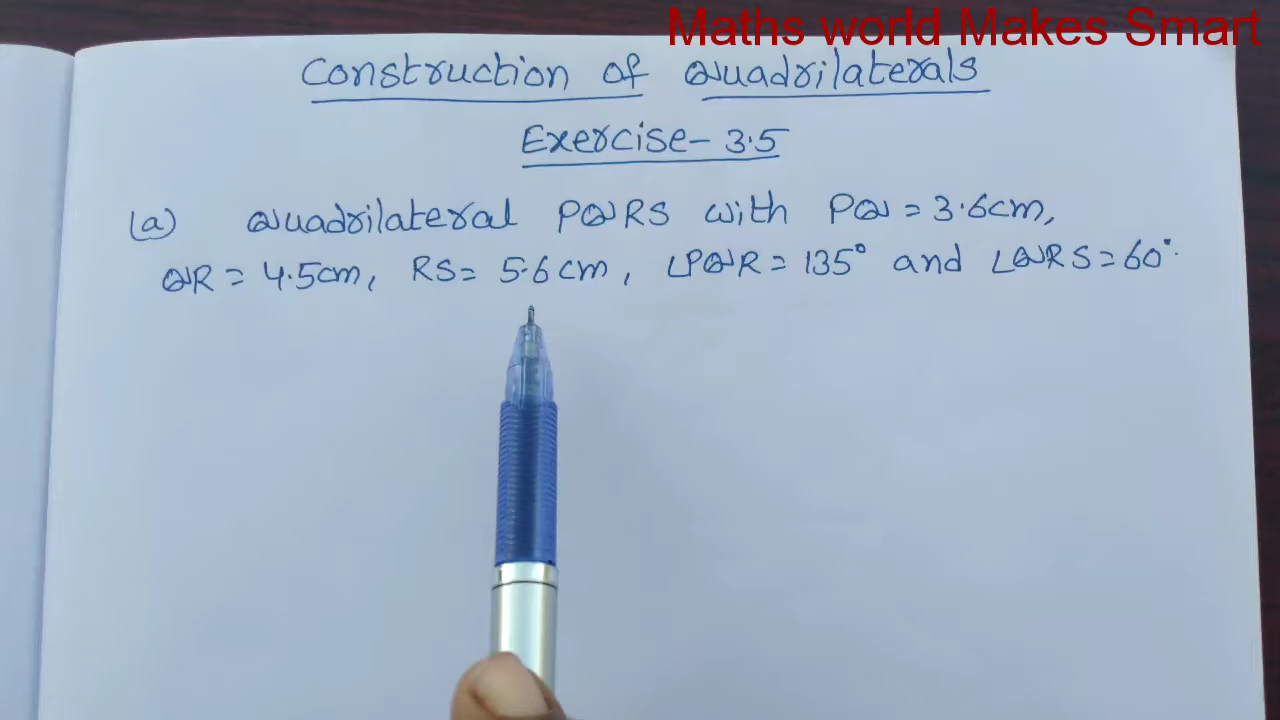 Maths world Makes Smart
Construction of Quadrilaterals
Exercise - 3.5
(a) Quadrilateral PQRS with PQ = 3.6cm,
QR = 4.5cm, RS = 5.6cm, ∠PQR = 135° and ∠QRS = 60°.